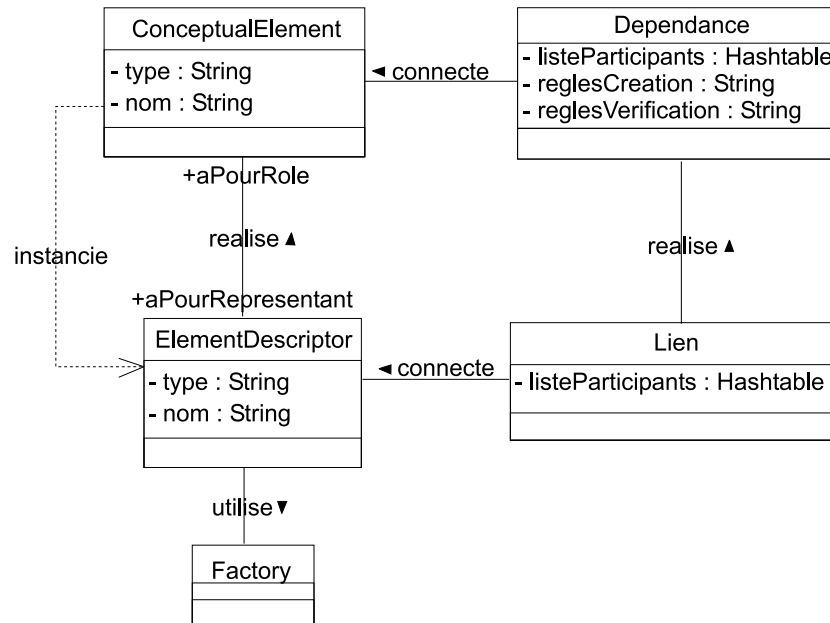 ConceptualElement
- type : String
- nom : String
Dependance
- listeParticipants : Hashtable
- reglesCreation : String
- reglesVerification : String
◄ connecte
+aPourRole
realise ▲
instancie
realise ▲
+aPourRepresentant
ElementDescriptor
- type : String
- nom : String
◄ connecte
Lien
- listeParticipants : Hashtable
utilise ▼
Factory